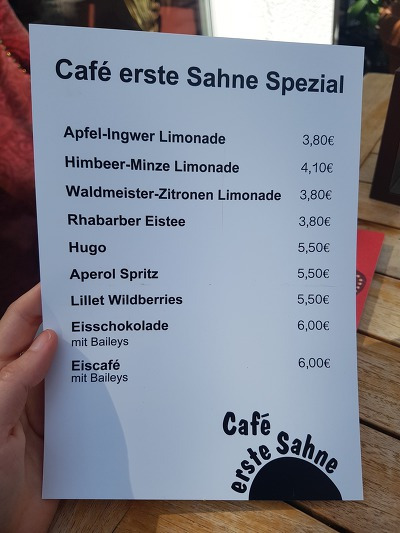 Café erste Sahne Spezial
Apfel-Ingwer Limonade 3,80€
Himbeer-Minze Limonade 4,10€
Waldmeister-Zitronen Limonade 3,80€
Rhabarber Eistee 3,80€
Hugo 5,50€
Aperol Spritz 5,50€
Lillet Wildberries 5,50€
Eisschokolade 6,00€
mit Baileys
Eiscafé 6,00€
mit Baileys
Café
erste Sahne